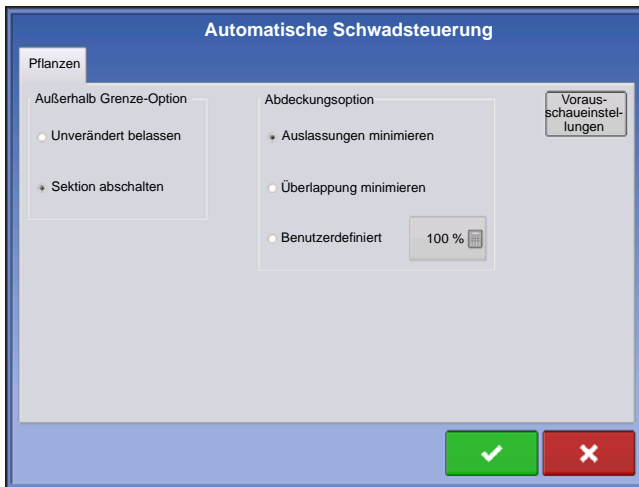 Automatische Schwadsteuerung
Pflanzen
Außerhalb Grenze-Option
Unverändert belassen
Sektion abschalten
Abdeckungsoption
Auslassungen minimieren
Überlappung minimieren
Benutzerdefiniert
100 %
Voraus-
schaueinstel-
lungen